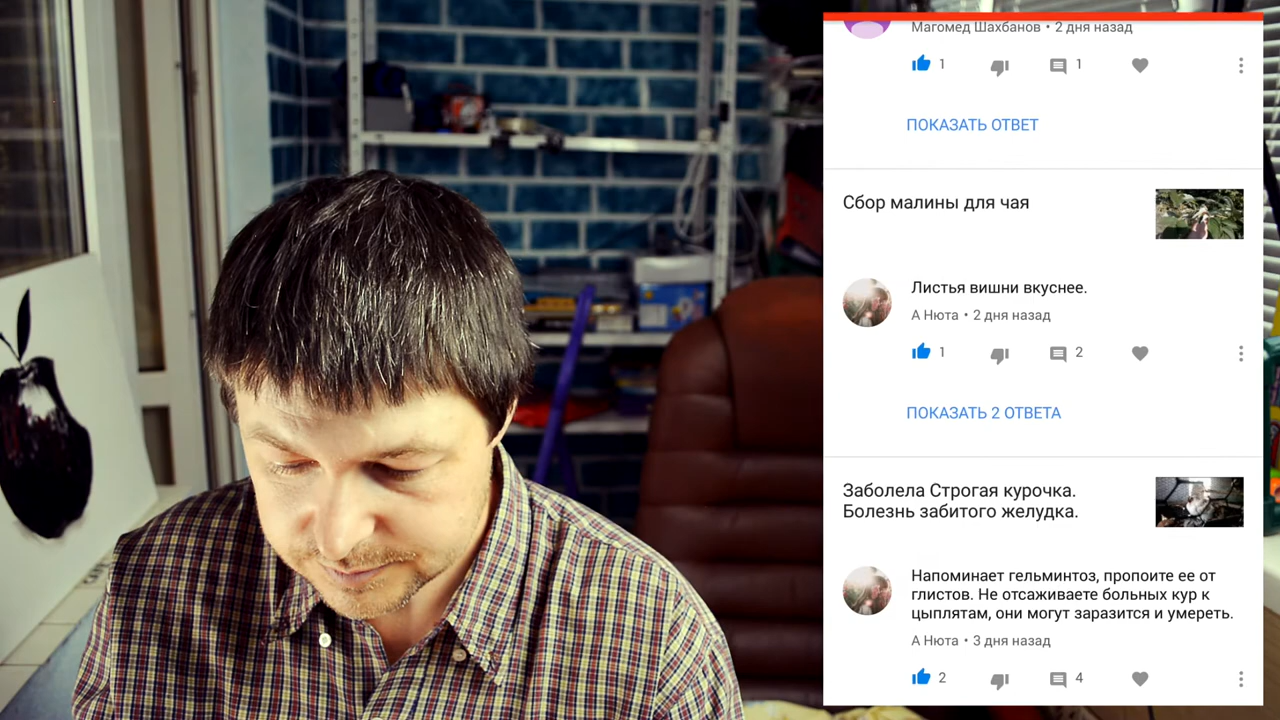 Магомед Шахбанов • 2 дня назад
1
1
ПОКАЗАТЬ ОТВЕТ
Сбор малины для чая
Листья вишни вкуснее.
А Нюта • 2 дня назад
1
2
ПОКАЗАТЬ 2 ОТВЕТА
Заболела Строгая курочка.
Болезнь забитого желудка.
Напоминает гельминтоз, пропоите ее от
глистов. Не отсаживаете больных кур к
цыплятам, они могут заразится и умереть.
А Нюта • 3 дня назад
2
4